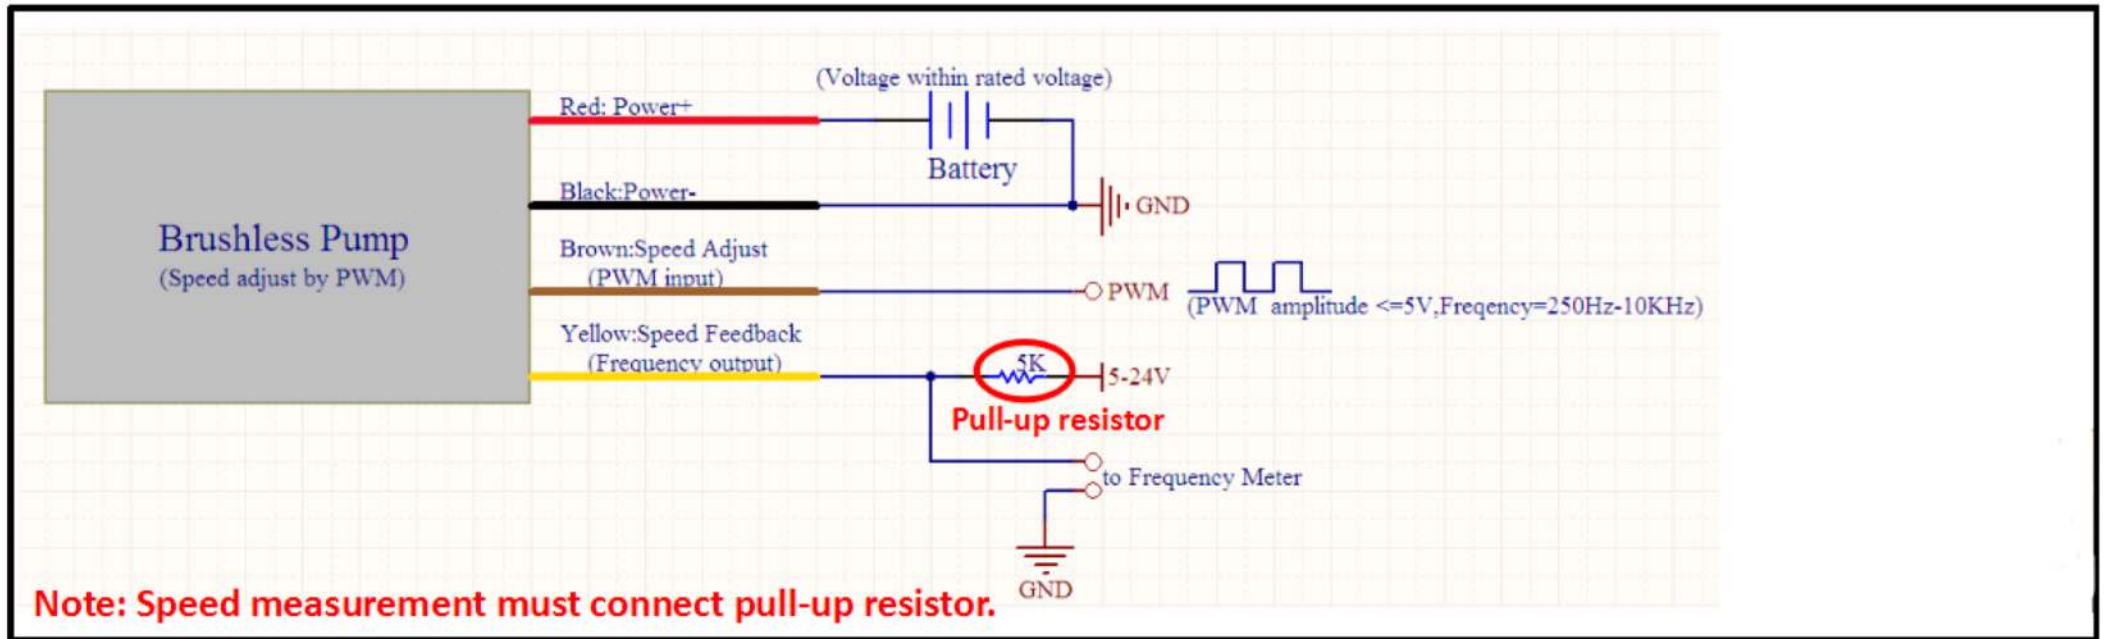 (Voltage within rated voltage)
Red: Power+
Battery
Black:Power-
GND
Brushless Pump
(Speed adjust by PWM)
Brown:Speed Adjust
(PWM input)
PWM
(PWM amplitude <=5V,Freqency=250Hz-10KHz)
Yellow:Speed Feedback
(Frequency output)
5K
5-24V
Pull-up resistor
to Frequency Meter
GND
Note: Speed measurement must connect pull-up resistor.